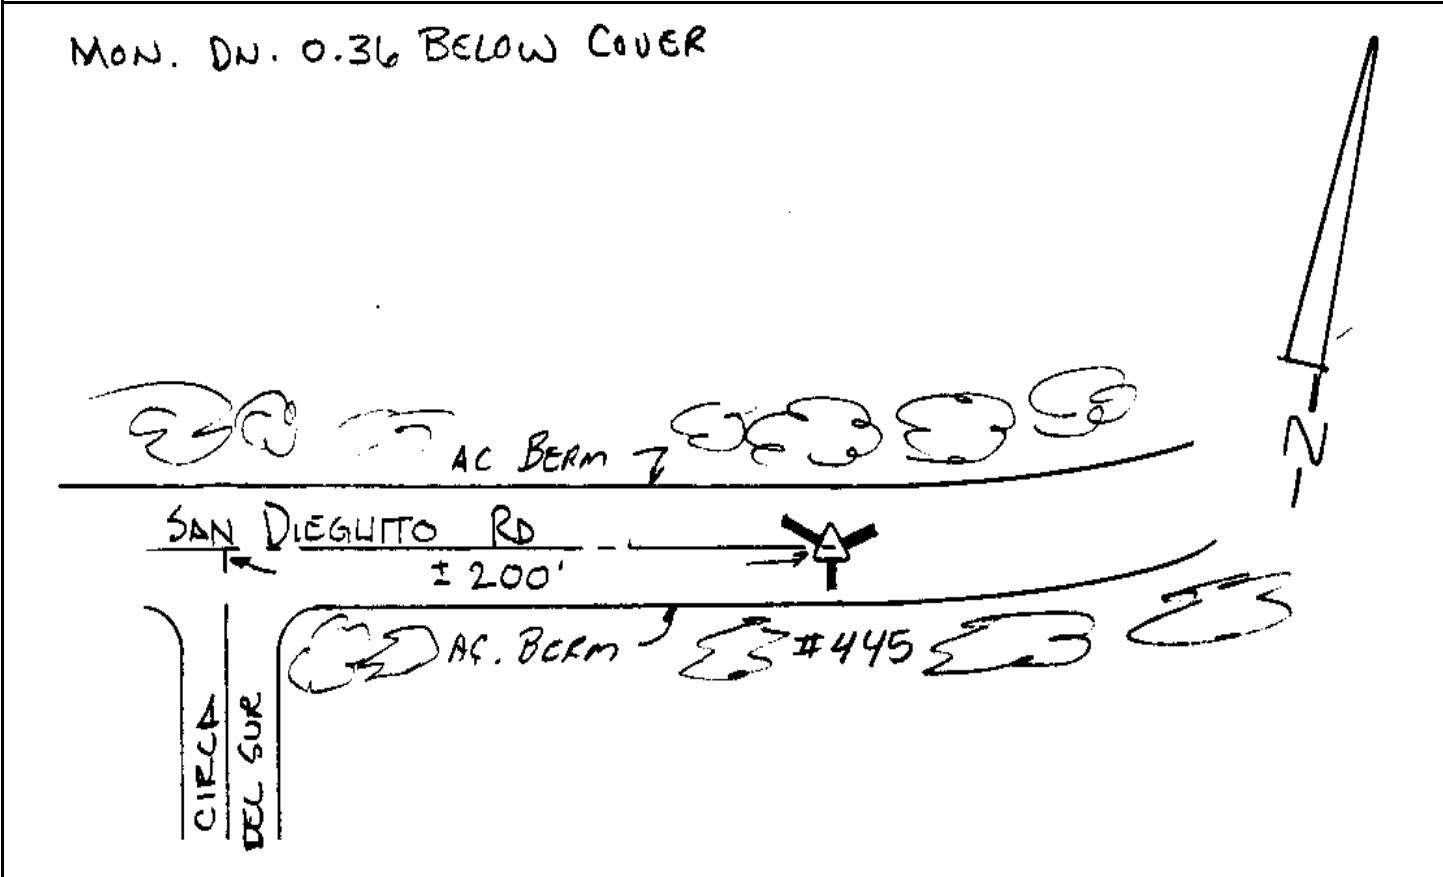 MON. DN. 0.36 BELOW COVER
AC BERM
SAN DIEGUITO RD
± 200'
AC. BERM
#445
CIRCA
DEL SUR
N